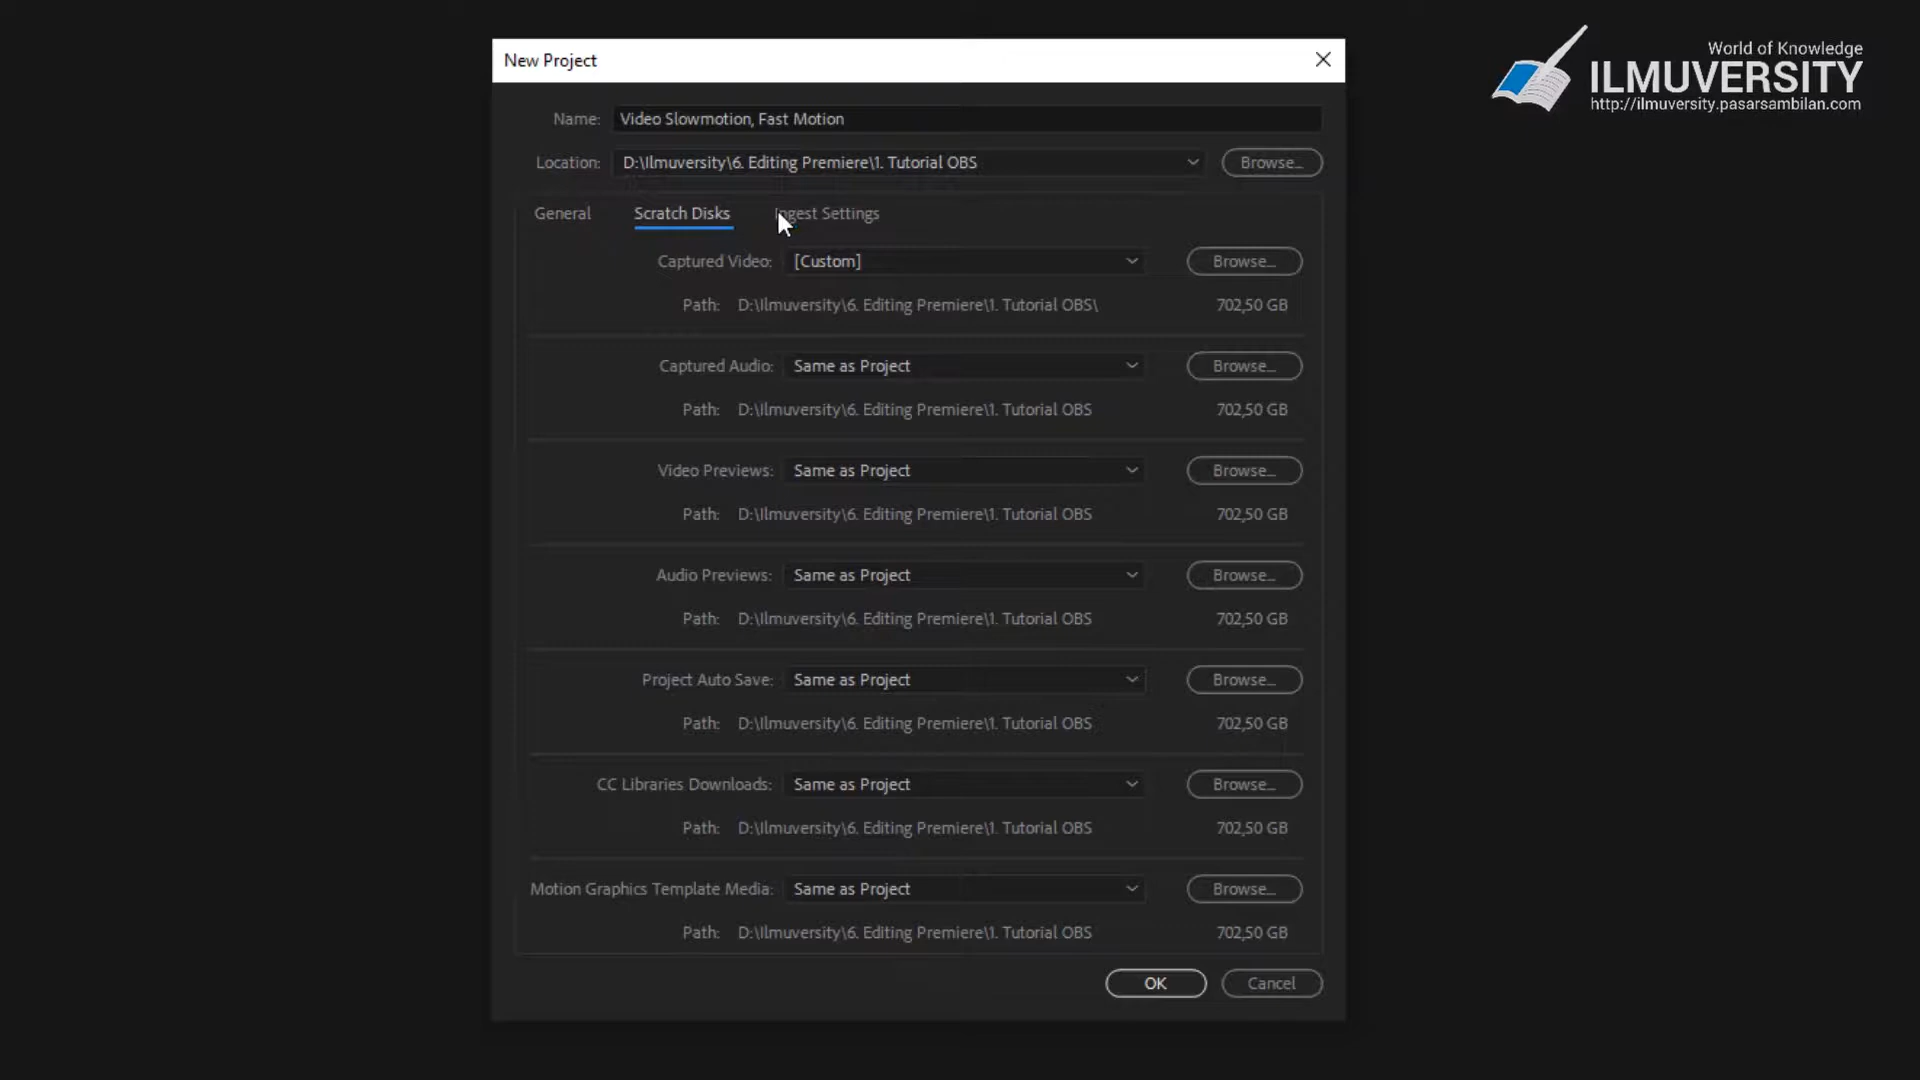 New Project
World of Knowledge
ILMUVERSITY
http://ilmuversity.pasarsambilan.com
Name: Video Slowmotion, Fast Motion
Location: D:\Ilmuversity\6. Editing Premiere\1. Tutorial OBS Browse...
General Scratch Disks Ingest Settings
Captured Video: [Custom] Browse...
Path: D:\Ilmuversity\6. Editing Premiere\1. Tutorial OBS\ 702,50 GB
Captured Audio: Same as Project Browse...
Path: D:\Ilmuversity\6. Editing Premiere\1. Tutorial OBS 702,50 GB
Video Previews: Same as Project Browse...
Path: D:\Ilmuversity\6. Editing Premiere\1. Tutorial OBS 702,50 GB
Audio Previews: Same as Project Browse...
Path: D:\Ilmuversity\6. Editing Premiere\1. Tutorial OBS 702,50 GB
Project Auto Save: Same as Project Browse...
Path: D:\Ilmuversity\6. Editing Premiere\1. Tutorial OBS 702,50 GB
CC Libraries Downloads: Same as Project Browse...
Path: D:\Ilmuversity\6. Editing Premiere\1. Tutorial OBS 702,50 GB
Motion Graphics Template Media: Same as Project Browse...
Path: D:\Ilmuversity\6. Editing Premiere\1. Tutorial OBS 702,50 GB
OK Cancel